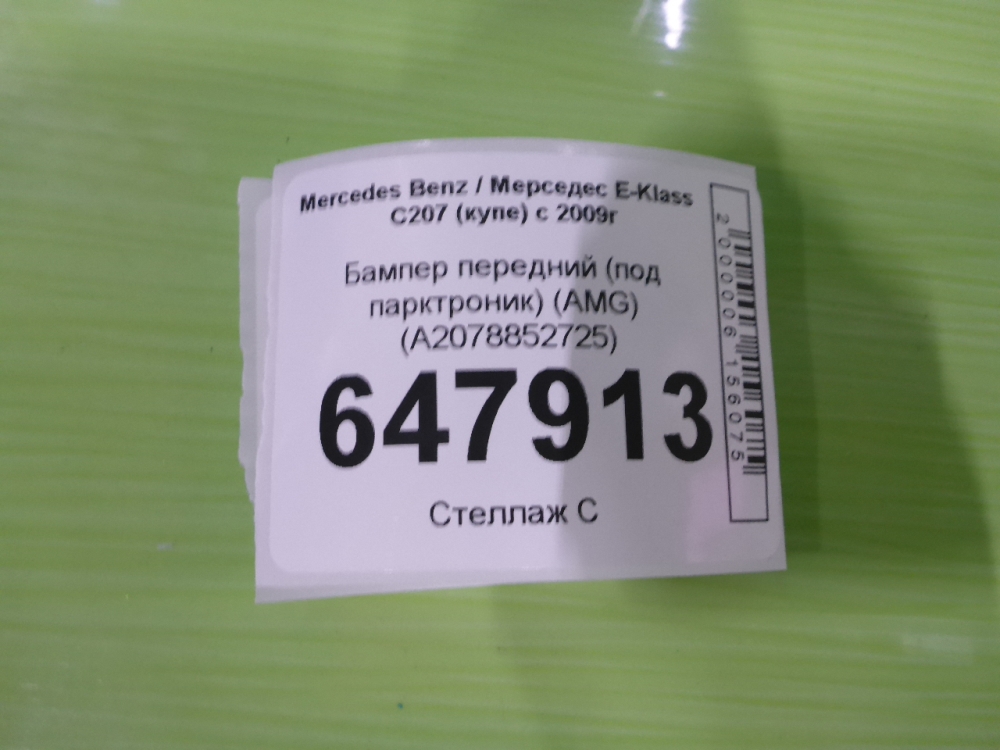 Mercedes Benz / Мерседес E-Klass
C207 (купе) с 2009г
Бампер передний (под
парктроник) (AMG)
(A2078852725)
647913
Стеллаж С
2000006156075